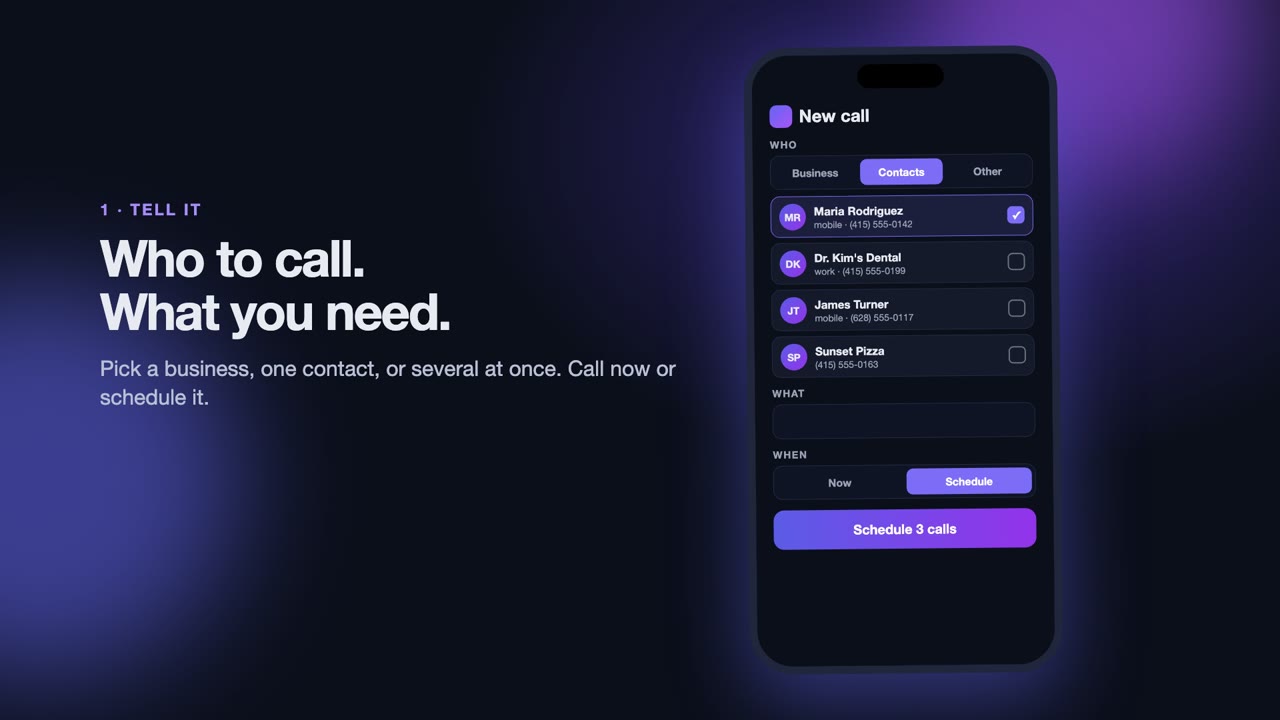 1 · TELL IT
Who to call.
What you need.
Pick a business, one contact, or several at once. Call now or
schedule it.
New call
WHO
Business
Contacts
Other
MR
Maria Rodriguez
mobile · (415) 555-0142
DK
Dr. Kim's Dental
work · (415) 555-0199
JT
James Turner
mobile · (628) 555-0117
SP
Sunset Pizza
(415) 555-0163
WHAT
WHEN
Now
Schedule
Schedule 3 calls